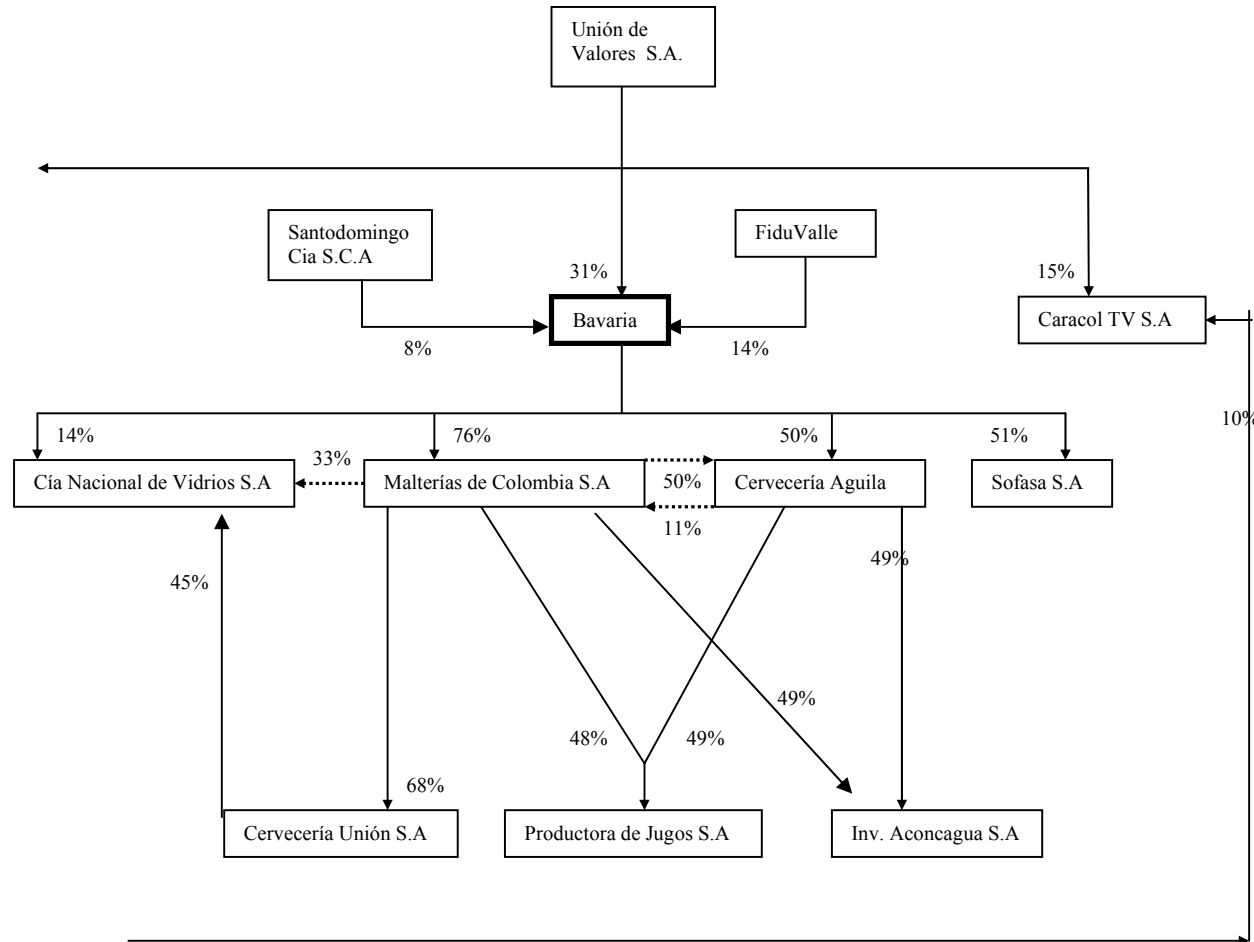 Unión de
Valores S.A.
Santodomingo
Cia S.C.A
FiduValle
31%
15%
Bavaria
Caracol TV S.A
8%
14%
10%
14%
76%
50%
51%
33%
Cía Nacional de Vidrios S.A
Malterías de Colombia S.A
50%
Cervecería Aguila
Sofasa S.A
11%
45%
49%
49%
48%
49%
68%
Cervecería Unión S.A
Productora de Jugos S.A
Inv. Aconcagua S.A